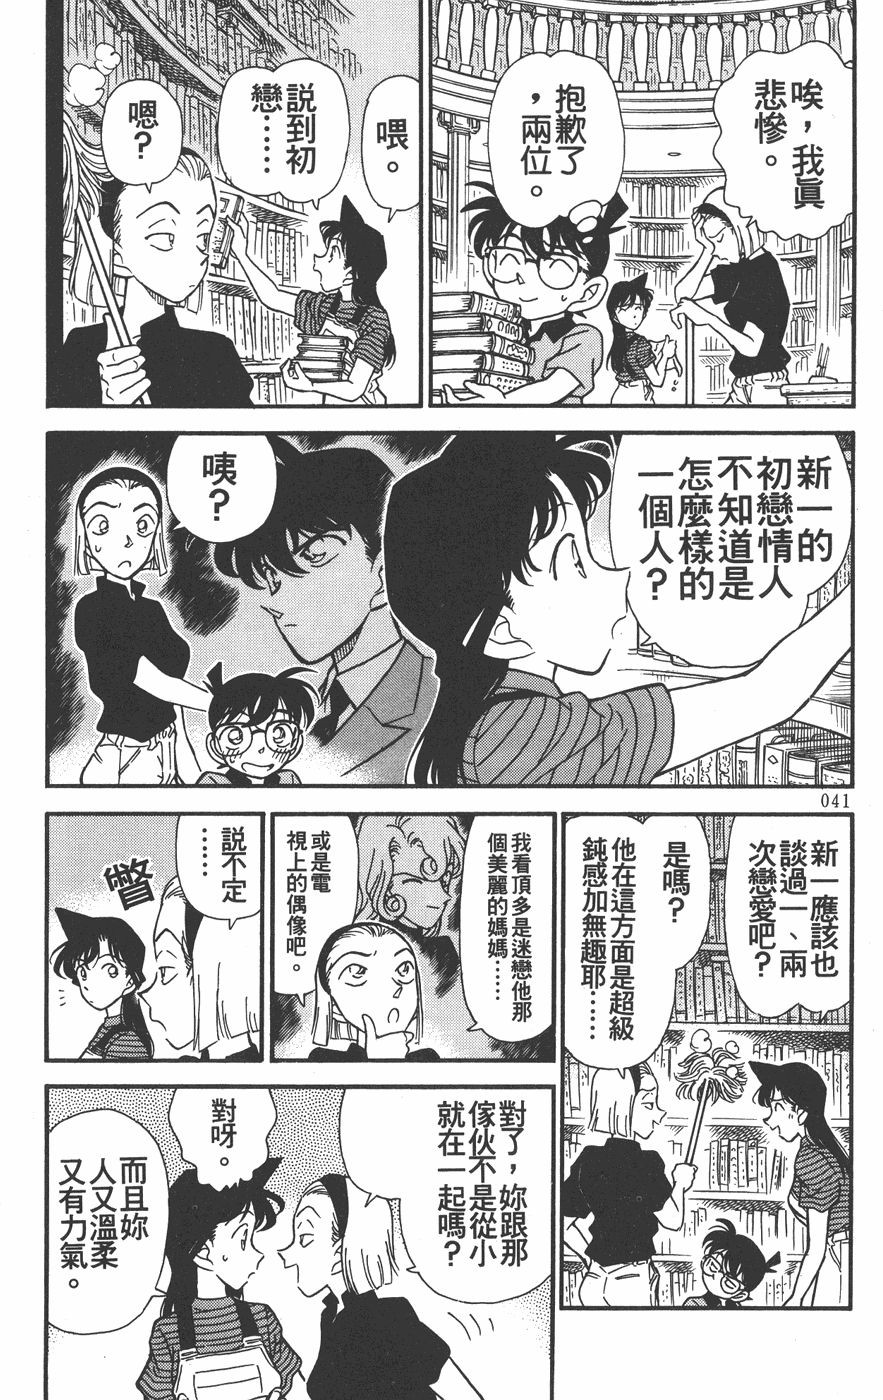 唉，我真
悲慘。
抱歉了
，兩位。
喂。
說到初
戀……
嗯？
新一的
初戀情人
不知道是
怎麼樣的
一個人？
咦？
041
新一應該也
談過一、兩
次戀愛吧？
是嗎？
他在這方面是超級
鈍感加無趣耶……
我看頂多是迷戀他那
個美麗的媽媽……
或是電
視上的偶像吧。
說不定
……
瞥
對了，妳跟那
傢伙不是從小
就在一起嗎？
對呀。
而且妳
人又溫柔
又有力氣。